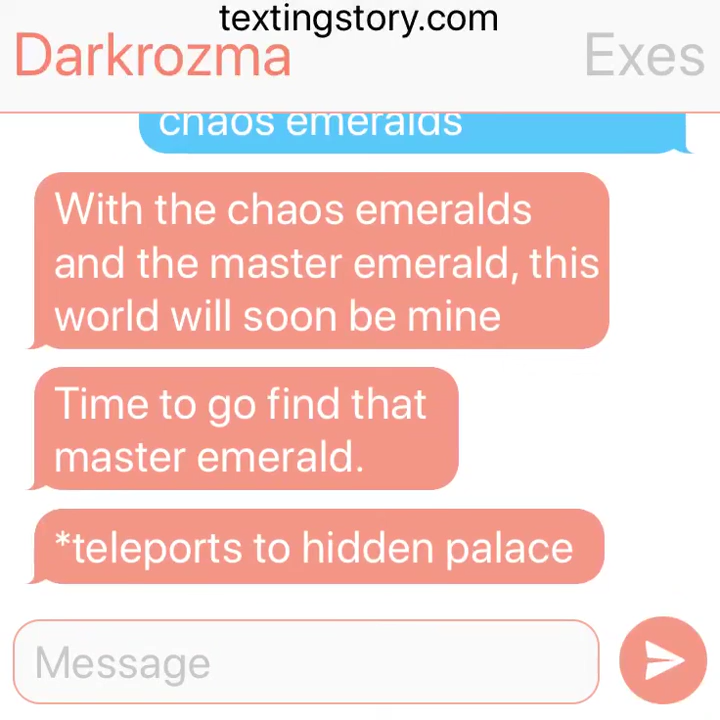 textingstory.com
Darkrozma Exes
chaos emeralds
With the chaos emeralds
and the master emerald, this
world will soon be mine
Time to go find that
master emerald.
*teleports to hidden palace
Message